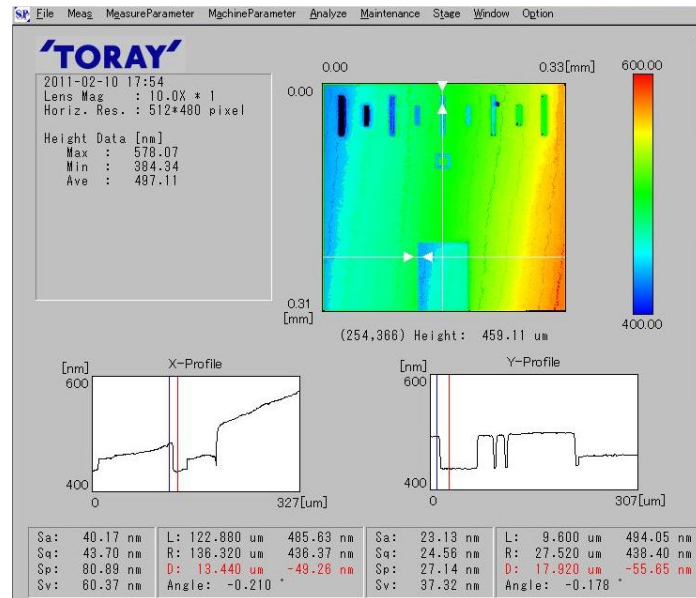 SP File Meas MeasureParameter MachineParameter Analyze Maintenance Stage Window Option
'TORAY'
2011-02-10 17:54
Lens Mag : 10.0X * 1
Horiz. Res. : 512*480 pixel
Height Data [nm]
Max : 578.07
Min : 384.34
Ave : 497.11
0.00 0.33[mm] 600.00
0.00
0.31
[mm]
400.00
(254,366) Height: 459.11 um
X-Profile
[nm]
600
400
0 327[um]
Y-Profile
[nm]
600
400
0 307[um]
Sa: 40.17 nm
Sq: 43.70 nm
Sp: 80.89 nm
Sv: 60.37 nm
L: 122.880 um 485.63 nm
R: 136.320 um 436.37 nm
D: 13.440 um -49.26 nm
Angle: -0.210 °
Sa: 23.13 nm
Sq: 24.56 nm
Sp: 27.14 nm
Sv: 37.32 nm
L: 9.600 um 494.05 nm
R: 27.520 um 438.40 nm
D: 17.920 um -55.65 nm
Angle: -0.178 °